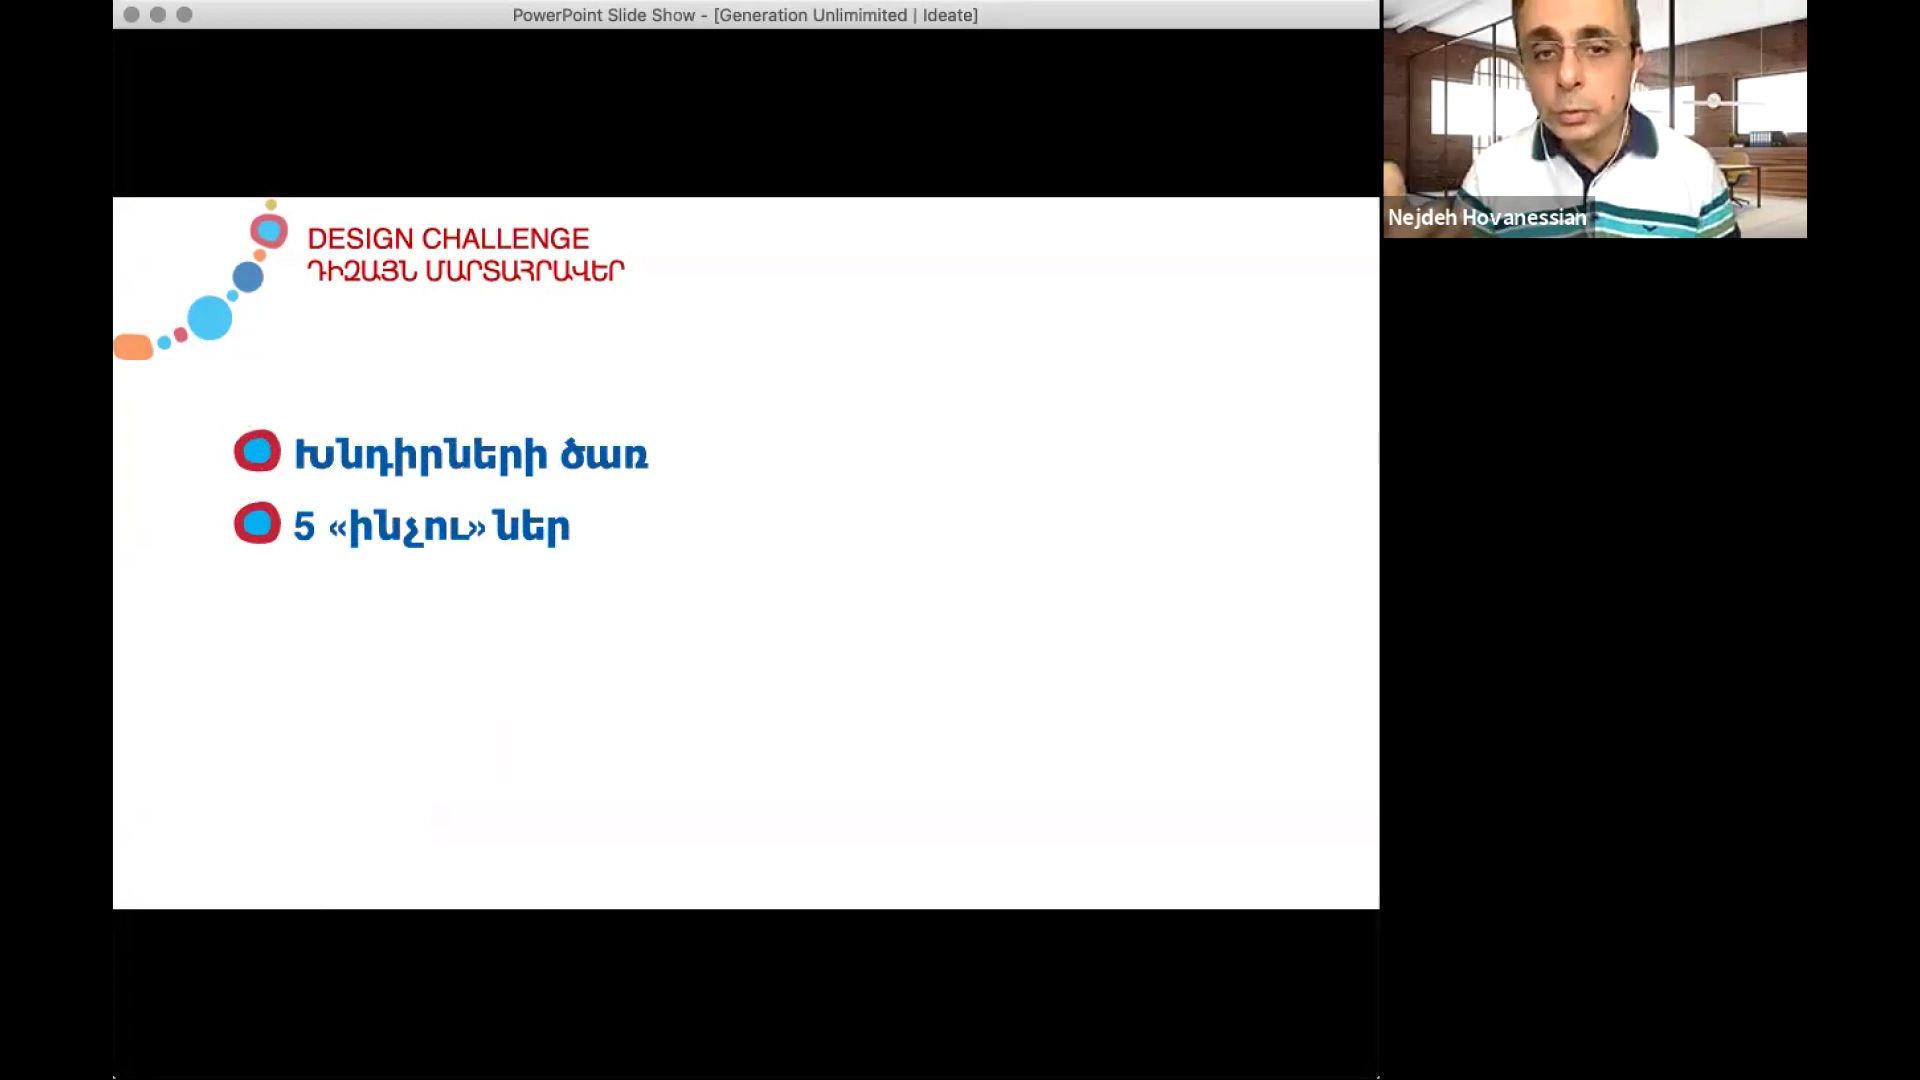 PowerPoint Slide Show - [Generation Unlimimited | Ideate]
Nejdeh Hovanessian
DESIGN CHALLENGE
ԴԻԶԱՅՆ ՄԱՐՏԱՀՐԱՎԵՐ
Խնդիրների ծառ
5 «ինչու» ներ